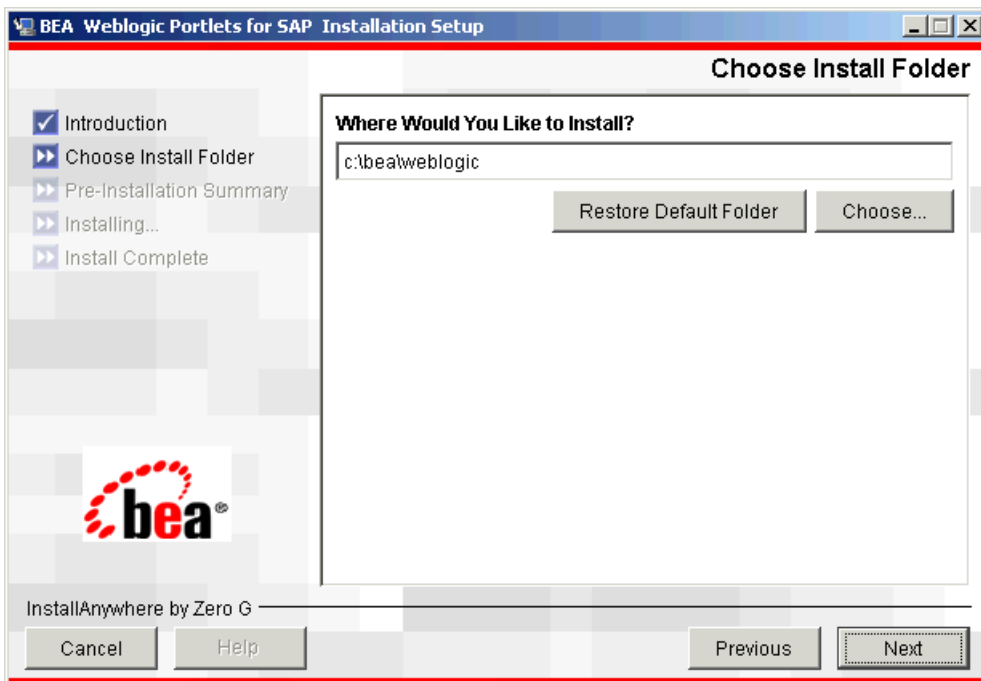 BEA Weblogic Portlets for SAP Installation Setup
Choose Install Folder
Introduction
Choose Install Folder
Pre-Installation Summary
Installing...
Install Complete
Where Would You Like to Install?
c:\bea\weblogic
Restore Default Folder
Choose...
bea®
InstallAnywhere by Zero G
Cancel
Help
Previous
Next